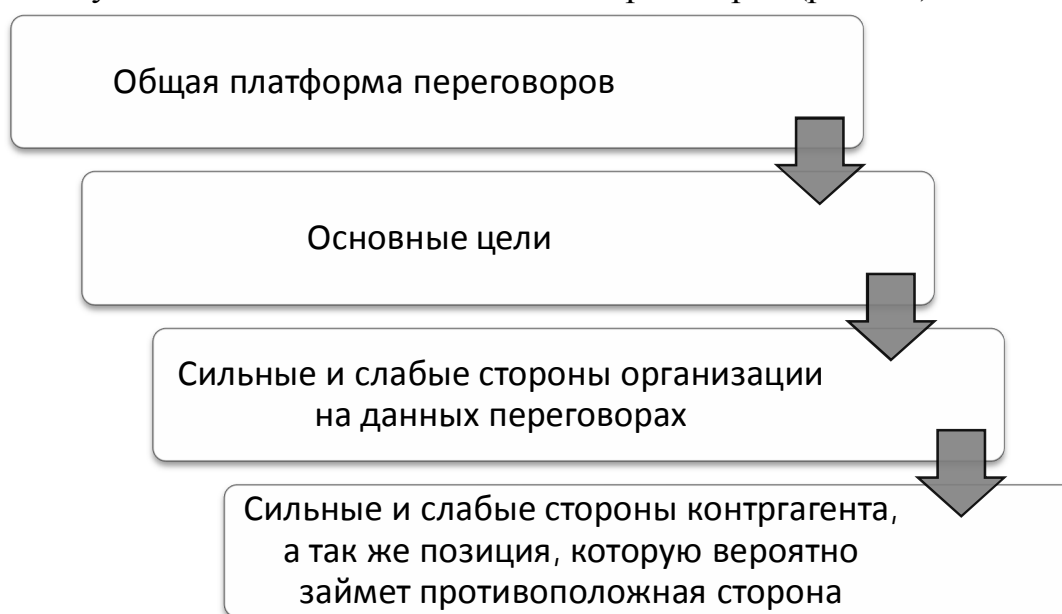 Общая платформа переговоров
Основные цели
Сильные и слабые стороны организации
на данных переговорах
Сильные и слабые стороны контргагента,
а так же позиция, которую вероятно
займет противоположная сторона